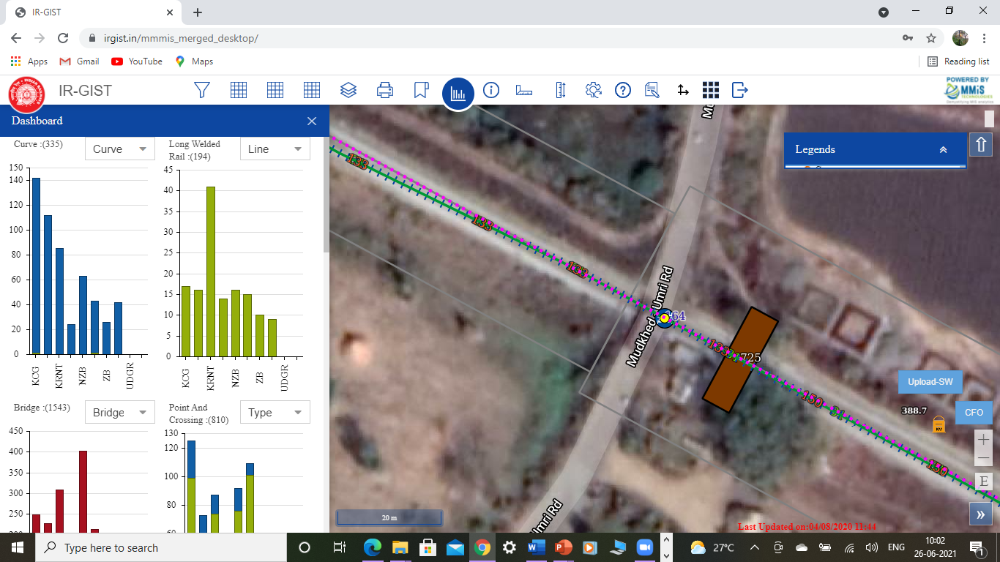 IR-GIST
irgist.in/mmmis_merged_desktop/
Apps
Gmail
YouTube
Maps
Reading list
IR-GIST
POWERED BY
MMiS
TECHNOLOGIES
Dashboard
Curve :(335)
Curve
150
140
120
100
80
60
40
20
0
KCG
KRNT
NZB
ZB
UDGR
Long Welded
Rail :(194)
Line
45
40
35
30
25
20
15
10
5
0
KCG
KRNT
NZB
ZB
UDGR
Bridge :(1543)
Bridge
450
400
350
300
250
Point And
Crossing :(810)
Type
130
120
100
80
Legends
133
133
133
Umri Rd
Mudkhed
133
725
150
31
150
Umri Rd
Upload-SW
388.7
KM
CFO
E
20 m
Last Updated on:04/08/2020 11:44
Type here to search
27°C
ENG
10:02
26-06-2021
1